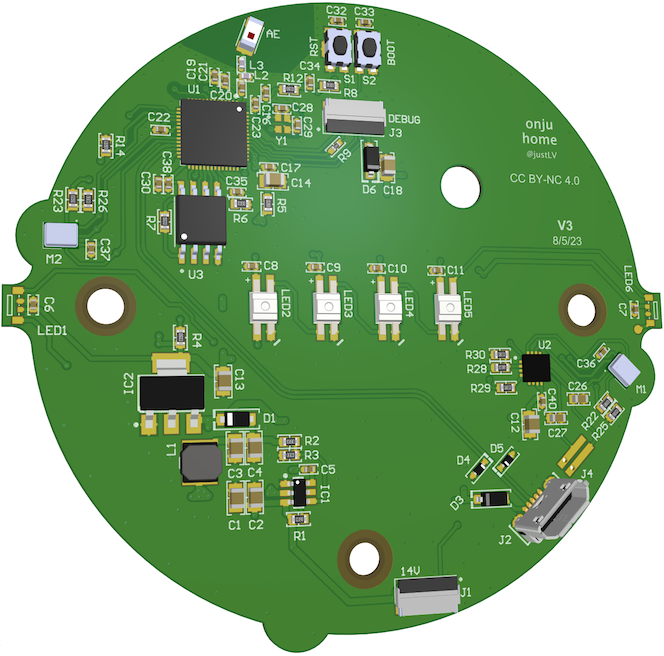 C32 C33
AE
RST
BOOT
S1 S2
C19
C21
L3
L2
C34
R12
R8
U1
C20
C23
C16
C28
C29
Y1
DEBUG
J3
C22
R14
R9
onju
home
@justLV
C38
C30
C17
C14
D6 C18
CC BY-NC 4.0
C35
R6
R5
R23
R26
R7
V3
8/5/23
M2
C37
U3
C8
C9
C10
C11
LED6
C6
LED1
LED2
LED3
LED4
LED5
C7
R4
U2
R30
R28
R29
C36
M1
IC2
C13
C40
C26
C12
C27
R22
R25
D1
L1
R2
R3
C3 C4
C5
IC1
D4
D5
J4
C1 C2
D3
R1
J2
14V
J1